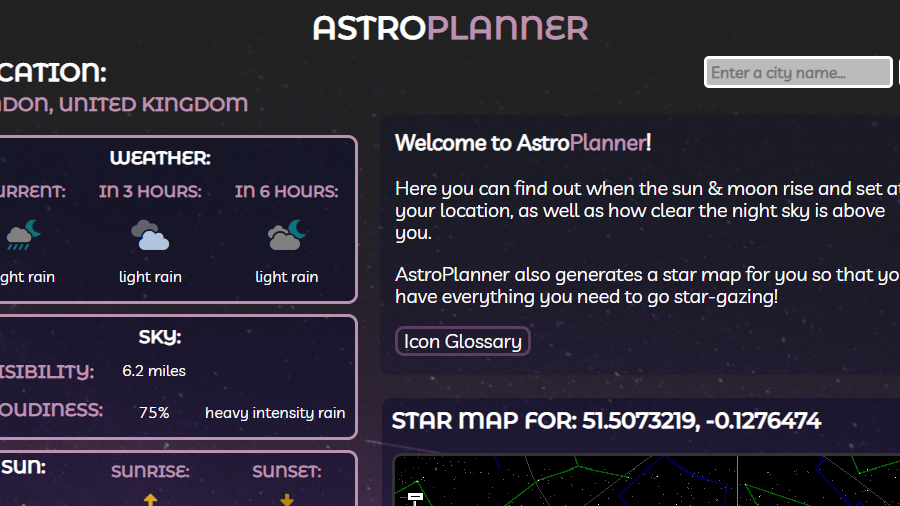 ASTROPLANNER
CATION:
NDON, UNITED KINGDOM
Enter a city name...
WEATHER:
URRENT: IN 3 HOURS: IN 6 HOURS:
ght rain light rain light rain
SKY:
ISIBILITY: 6.2 miles
OUDINESS: 75% heavy intensity rain
SUN: SUNRISE: SUNSET:
Welcome to AstroPlanner!
Here you can find out when the sun & moon rise and set at
your location, as well as how clear the night sky is above
you.
AstroPlanner also generates a star map for you so that yo
have everything you need to go star-gazing!
Icon Glossary
STAR MAP FOR: 51.5073219, -0.1276474